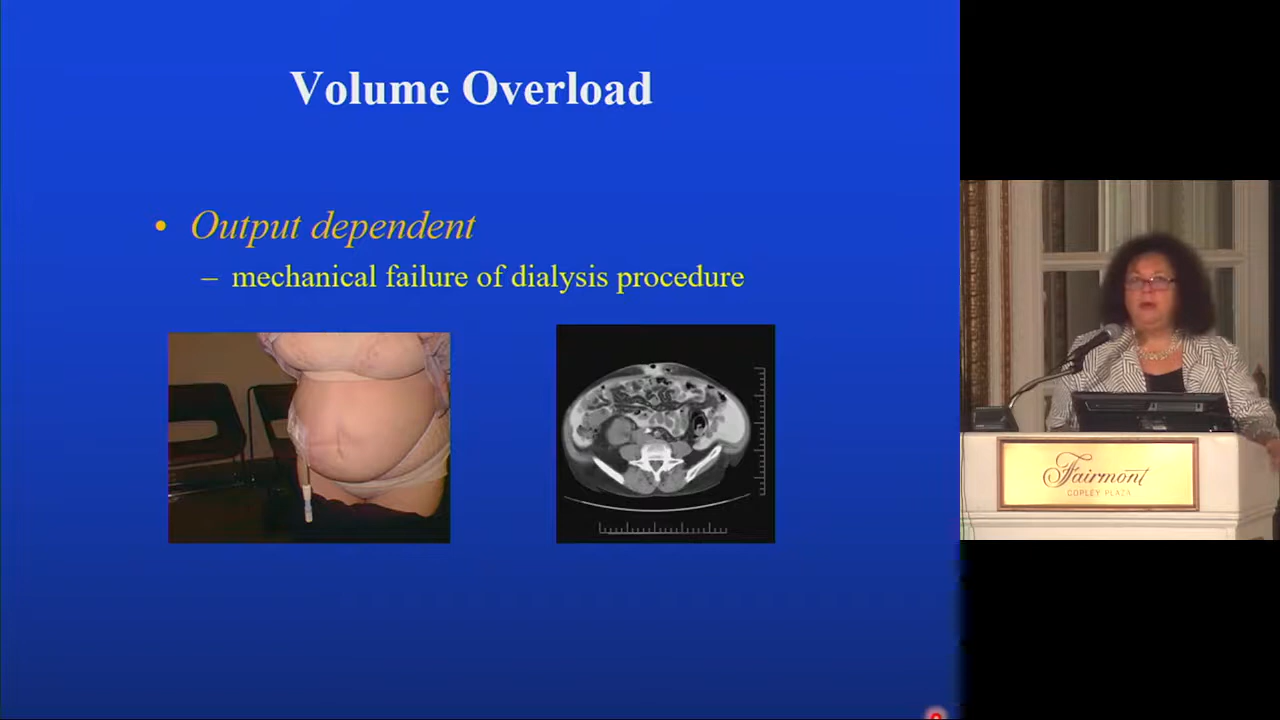 Volume Overload
• Output dependent
– mechanical failure of dialysis procedure
Fairmont
COPLEY PLAZA